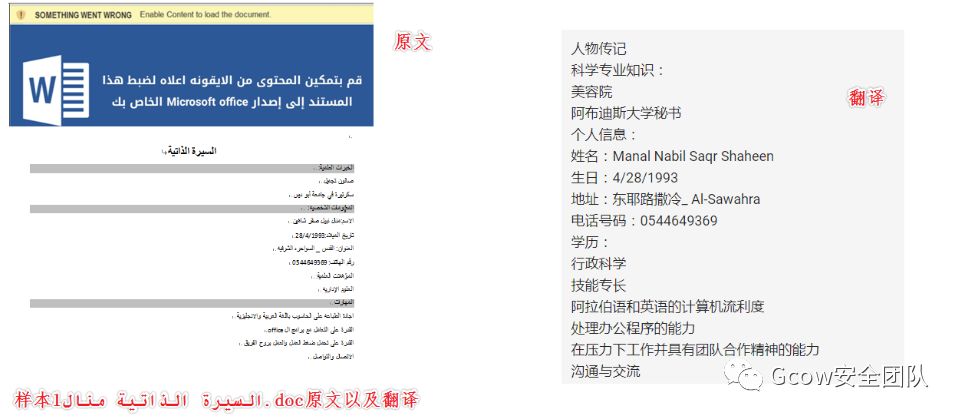 SOMETHING WENT WRONG Enable Content to load the document.
W
قم بتمكين المحتوى من الايقونه اعلاه لضبط هذا
المستند إلى إصدار Microsoft office الخاص بك
السيرة الذاتية
الخبرات العلمية :
صالون تجميل
سكرتيرة في جامعة أبو ديس
المعلومات الشخصية:
الاسم:منال نبيل صقر شاهين
تاريخ الميلاد:28/4/1993
العنوان: القدس _ السواحره الشرقيه
رقم الهاتف: 0544649369
المؤهلات العلمية
العلوم الإداريه
المهارات
اجادة الطباعه على الحاسوب باللغة العربية والانجليزية
القدرة على التعامل مع برامج ال office
القدرة على تحمل ضغط العمل والعمل بروح الفريق
الاتصال والتواصل
原文
人物传记
科学专业知识：
美容院
阿布迪斯大学秘书
个人信息：
姓名：Manal Nabil Saqr Shaheen
生日：4/28/1993
地址：东耶路撒冷_ Al-Sawahra
电话号码：0544649369
学历：
行政科学
技能专长
阿拉伯语和英语的计算机流利度
处理办公程序的能力
在压力下工作并具有团队合作精神的能力
沟通与交流
翻译
样本1السيرة الذاتية منال.doc原文以及翻译
Gcow安全团队